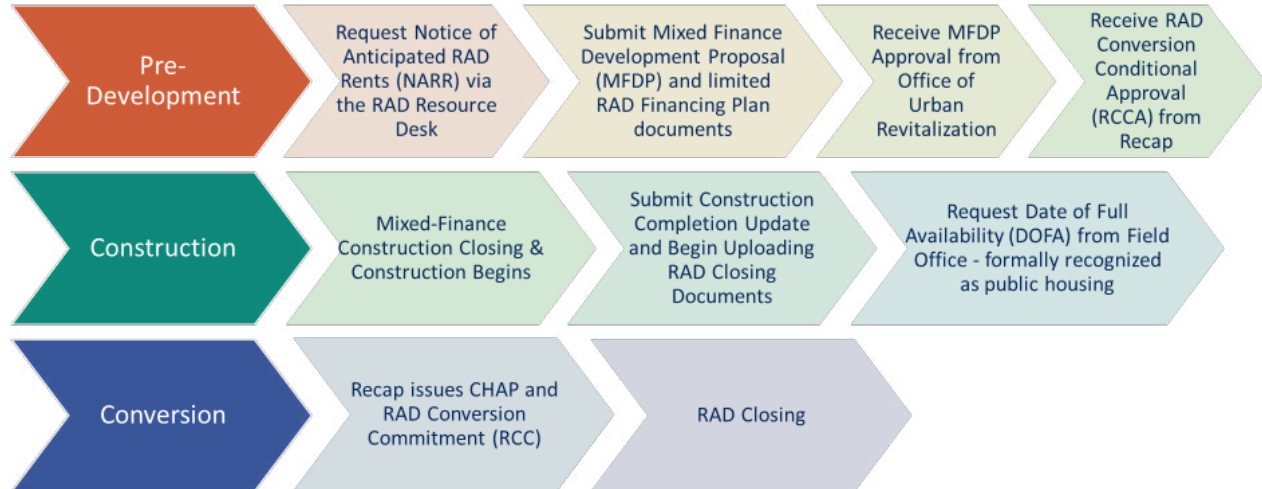 Pre-
Development
Request Notice of
Anticipated RAD
Rents (NARR) via
the RAD Resource
Desk
Submit Mixed Finance
Development Proposal
(MFDP) and limited
RAD Financing Plan
documents
Receive MFDP
Approval from
Office of
Urban
Revitalization
Receive RAD
Conversion
Conditional
Approval
(RCCA) from
Recap
Construction
Mixed-Finance
Construction Closing &
Construction Begins
Submit Construction
Completion Update
and Begin Uploading
RAD Closing
Documents
Request Date of Full
Availability (DOFA) from Field
Office - formally recognized
as public housing
Conversion
Recap issues CHAP and
RAD Conversion
Commitment (RCC)
RAD Closing